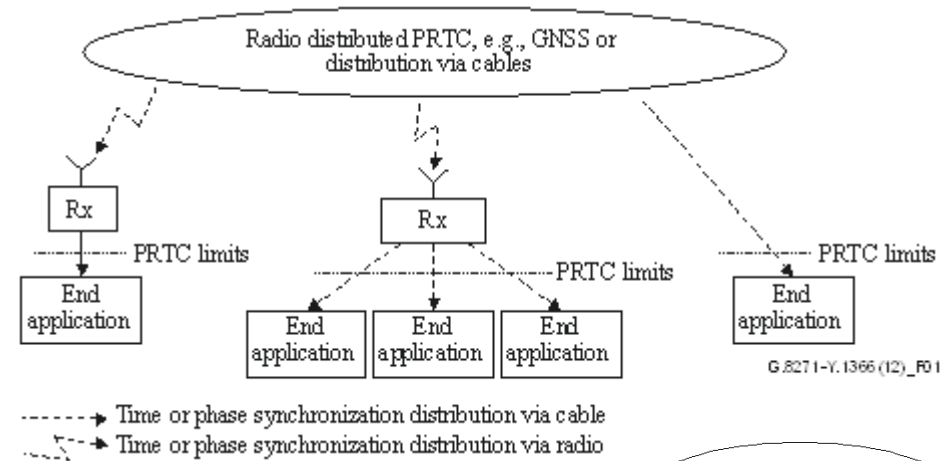 Radio distributed PRTC, e.g., GNSS or
distribution via cables
Rx
Rx
PRTC limits
PRTC limits
PRTC limits
End
application
End
application
End
application
End
application
End
application
G.8271-Y.1366(12)_F01
Time or phase synchronization distribution via cable
Time or phase synchronization distribution via radio